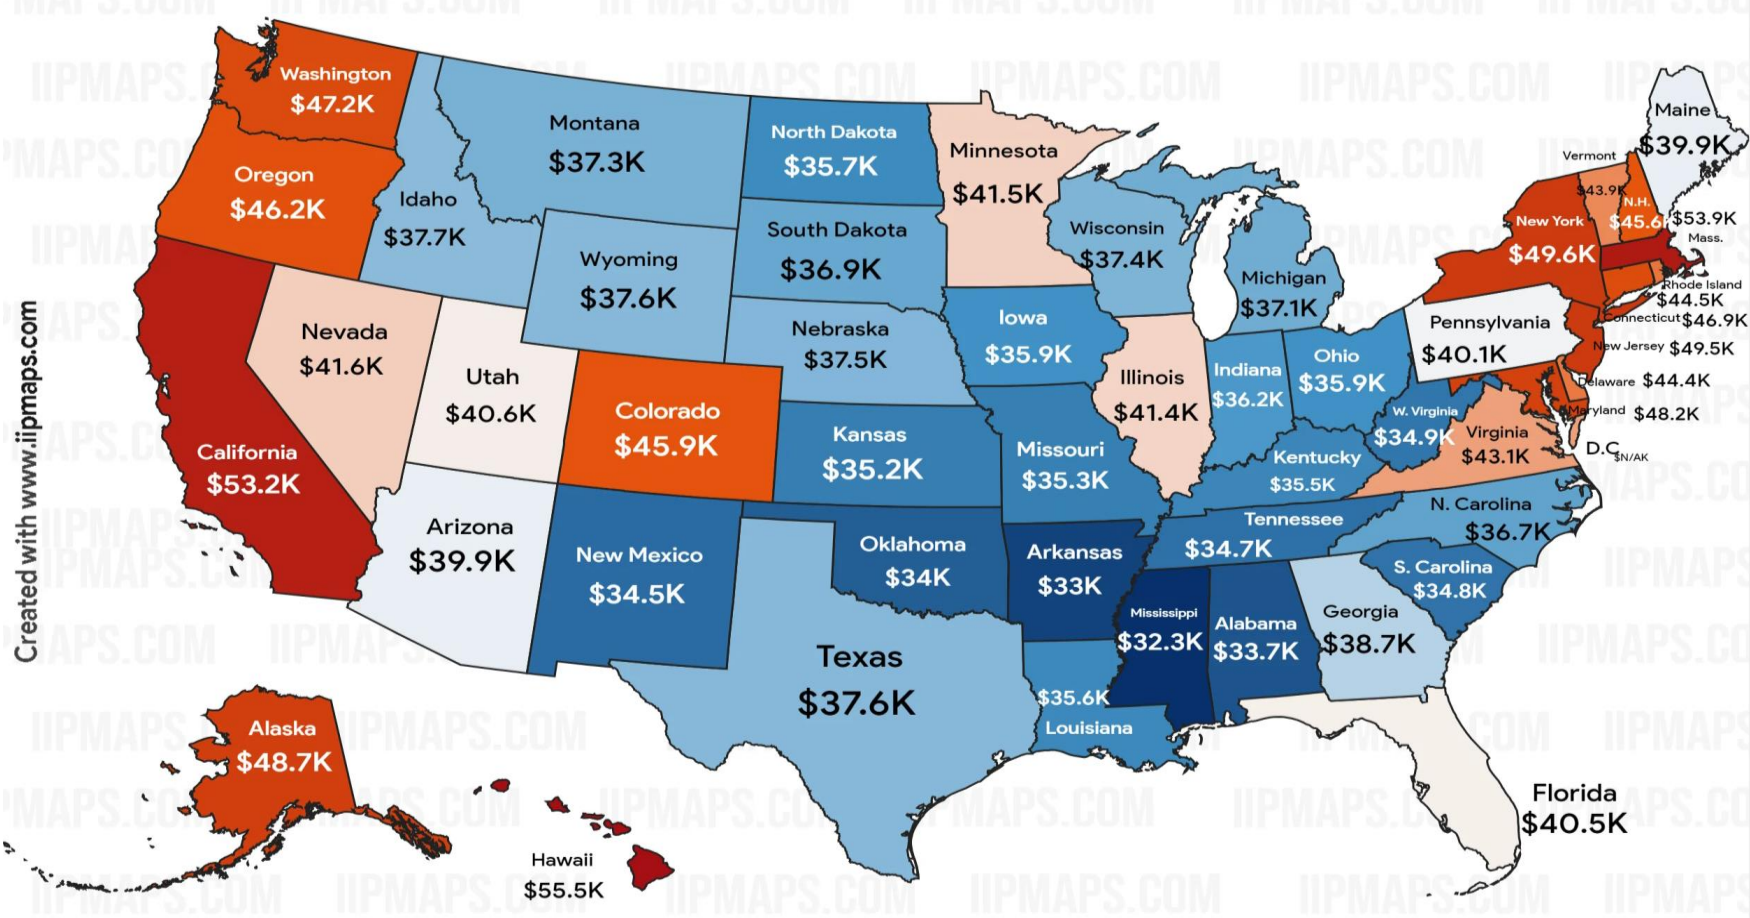 Washington
$47.2K
Oregon
$46.2K
Idaho
$37.7K
Montana
$37.3K
North Dakota
$35.7K
Minnesota
$41.5K
Wisconsin
$37.4K
Michigan
$37.1K
Maine
$39.9K
Vermont
$43.9K
N.H.
$45.6K
New York
$49.6K
$53.9K
Mass.
Rhode Island
$44.5K
Connecticut $46.9K
New Jersey $49.5K
Delaware $44.4K
Maryland $48.2K
D.C.
$N/AK
South Dakota
$36.9K
Wyoming
$37.6K
Nebraska
$37.5K
Iowa
$35.9K
Nevada
$41.6K
Utah
$40.6K
Colorado
$45.9K
California
$53.2K
Kansas
$35.2K
Missouri
$35.3K
Illinois
$41.4K
Indiana
$36.2K
Ohio
$35.9K
Pennsylvania
$40.1K
W. Virginia
$34.9K
Virginia
$43.1K
Kentucky
$35.5K
N. Carolina
$36.7K
Tennessee
$34.7K
S. Carolina
$34.8K
Arizona
$39.9K
New Mexico
$34.5K
Oklahoma
$34K
Arkansas
$33K
Mississippi
$32.3K
Alabama
$33.7K
Georgia
$38.7K
Texas
$37.6K
$35.6K
Louisiana
Florida
$40.5K
Alaska
$48.7K
Hawaii
$55.5K
Created with www.iipmaps.com
IIPMAPS.COM